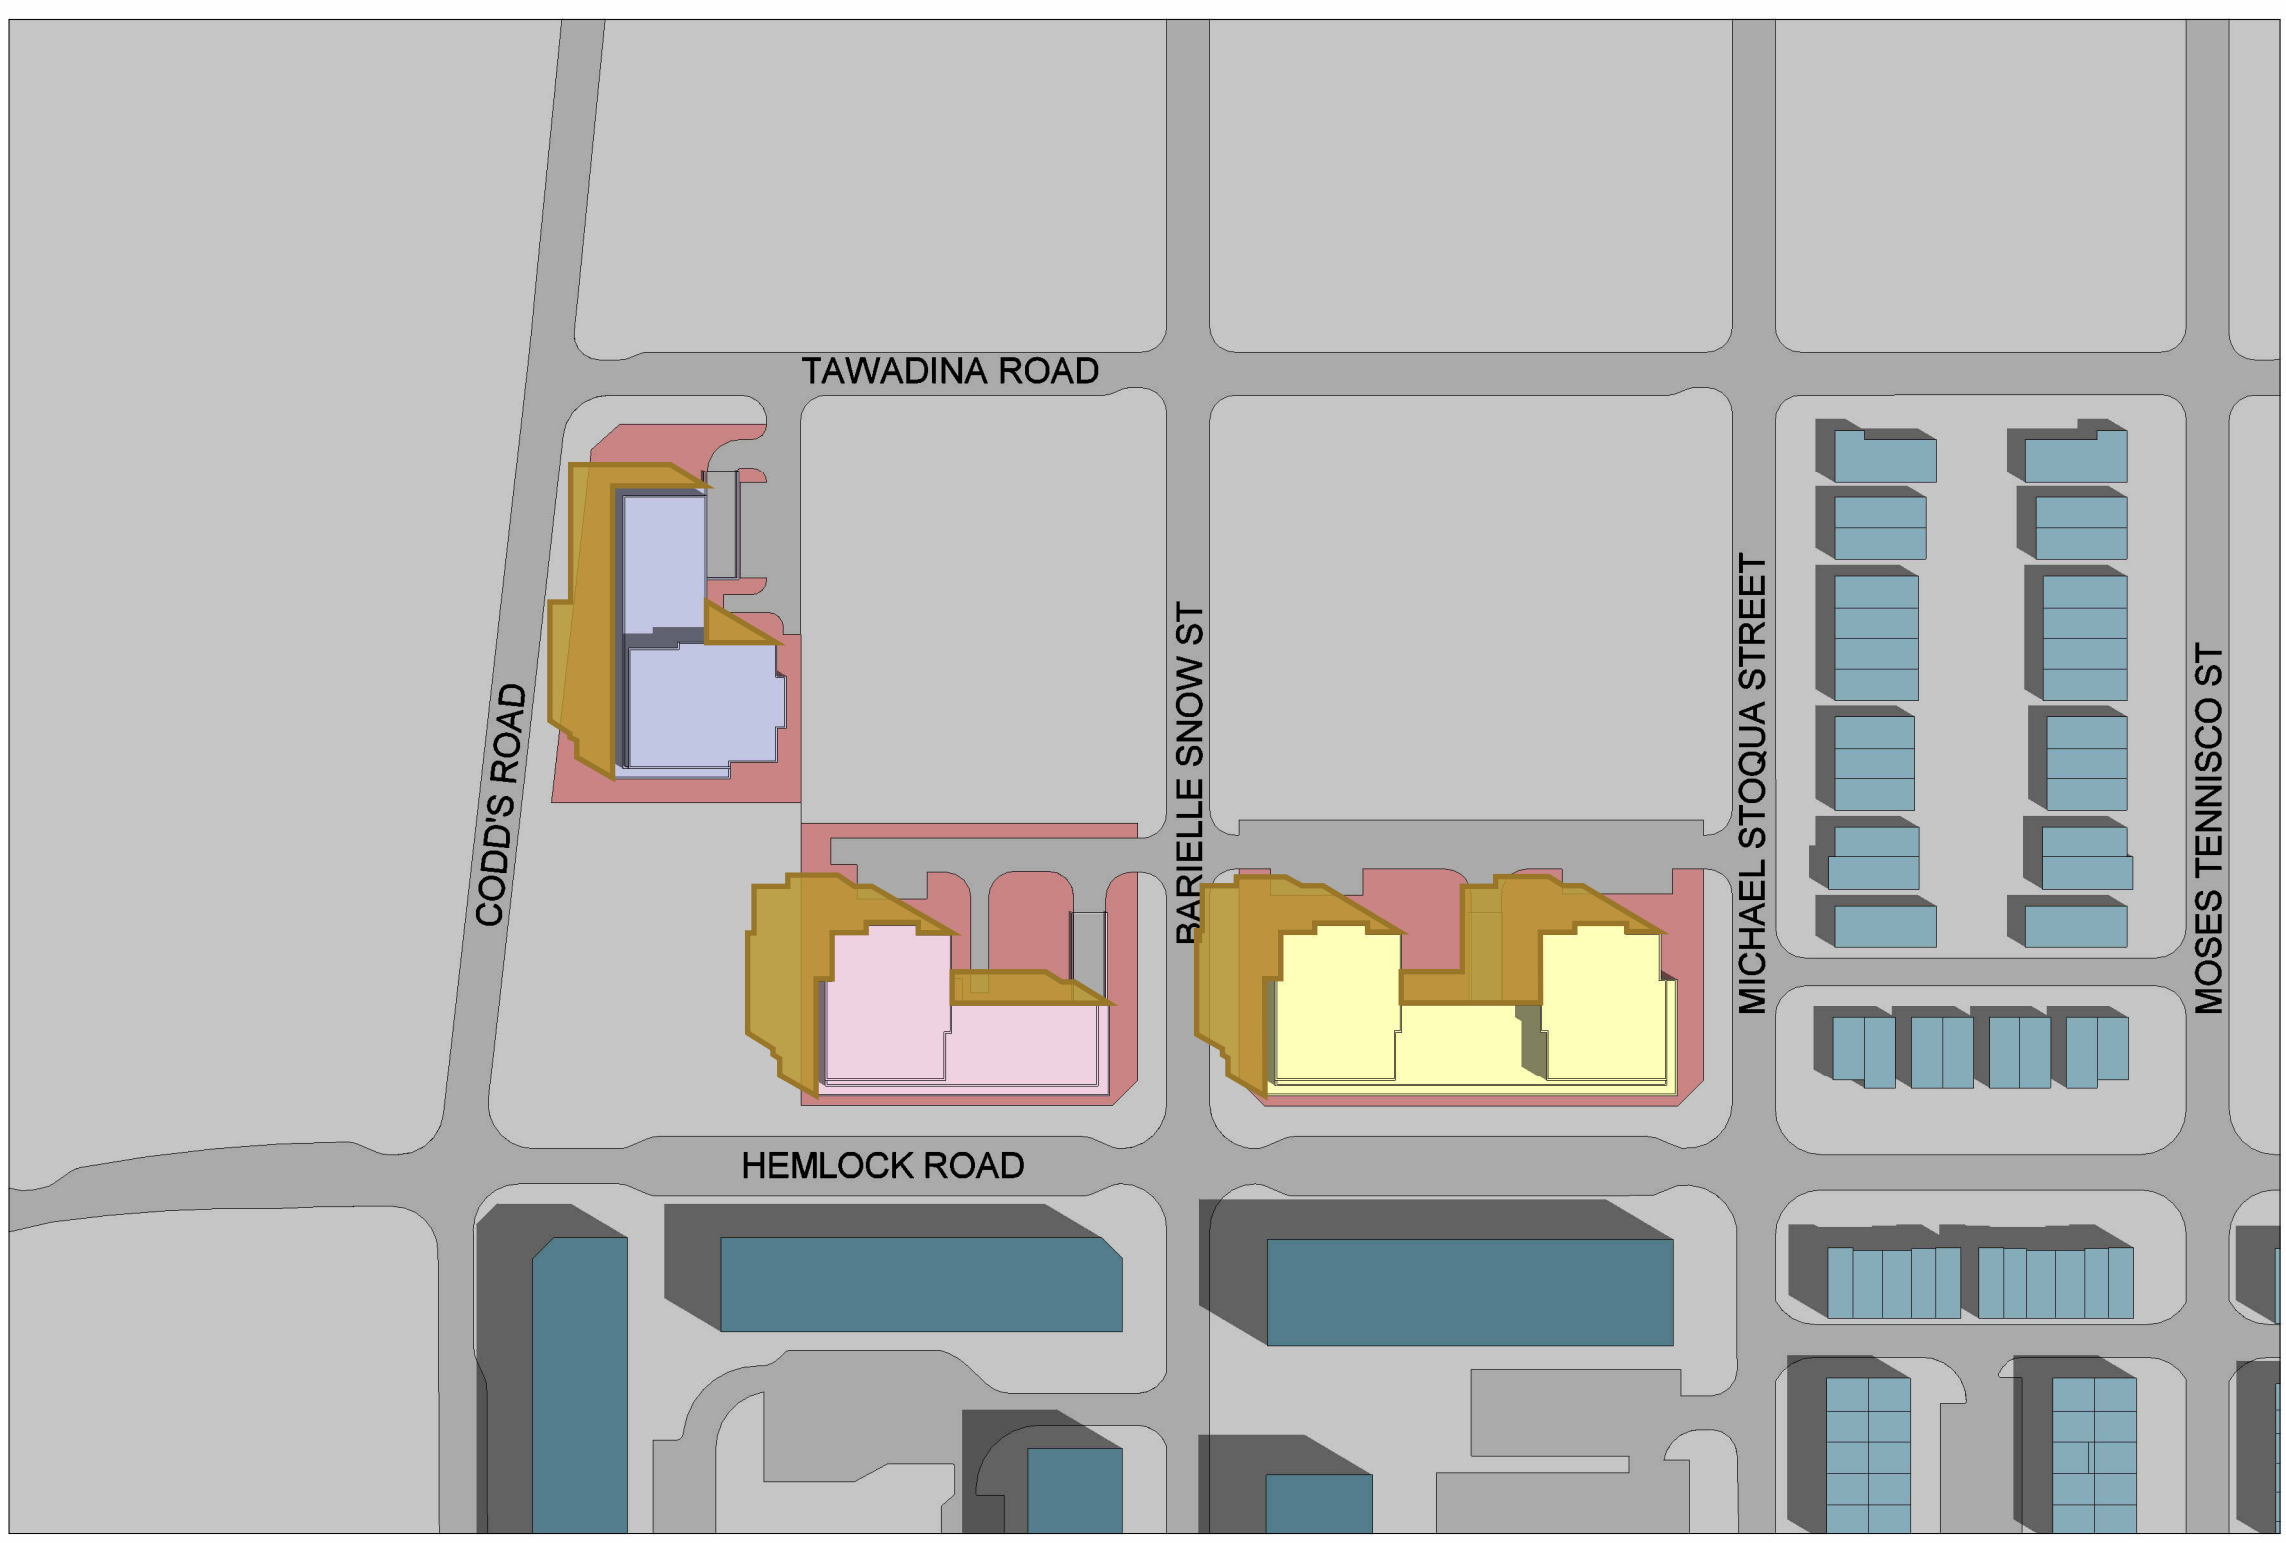 TAWADINA ROAD
CODD'S ROAD
BARIELLE SNOW ST
MICHAEL STOQUA STREET
MOSES TENNISCO ST
HEMLOCK ROAD